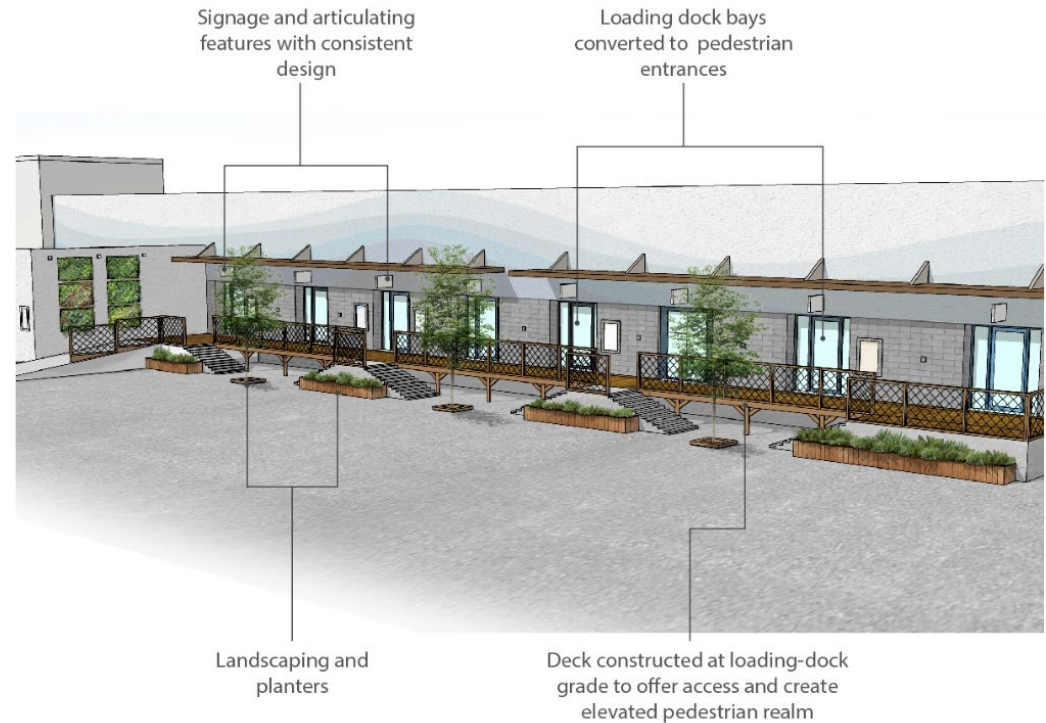 Signage and articulating
features with consistent
design
Loading dock bays
converted to pedestrian
entrances
Landscaping and
planters
Deck constructed at loading-dock
grade to offer access and create
elevated pedestrian realm